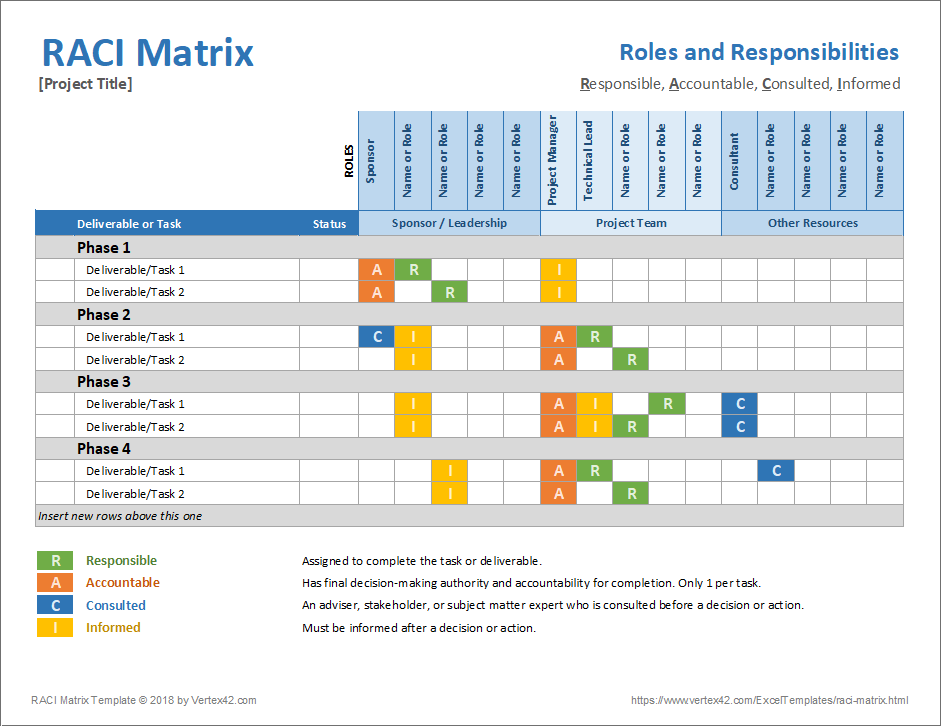 RACI Matrix
Roles and Responsibilities
[Project Title]
Responsible, Accountable, Consulted, Informed
ROLES
Sponsor
Name or Role
Name or Role
Name or Role
Name or Role
Project Manager
Technical Lead
Name or Role
Name or Role
Name or Role
Consultant
Name or Role
Name or Role
Name or Role
Name or Role
Deliverable or Task Status Sponsor / Leadership Project Team Other Resources
Phase 1
Deliverable/Task 1 A R I
Deliverable/Task 2 A R I
Phase 2
Deliverable/Task 1 C I A R
Deliverable/Task 2 I A R
Phase 3
Deliverable/Task 1 I A I R C
Deliverable/Task 2 I A I R C
Phase 4
Deliverable/Task 1 I A R C
Deliverable/Task 2 I A R
Insert new rows above this one
R Responsible Assigned to complete the task or deliverable.
A Accountable Has final decision-making authority and accountability for completion. Only 1 per task.
C Consulted An adviser, stakeholder, or subject matter expert who is consulted before a decision or action.
I Informed Must be informed after a decision or action.
RACI Matrix Template © 2018 by Vertex42.com
https://www.vertex42.com/ExcelTemplates/raci-matrix.html